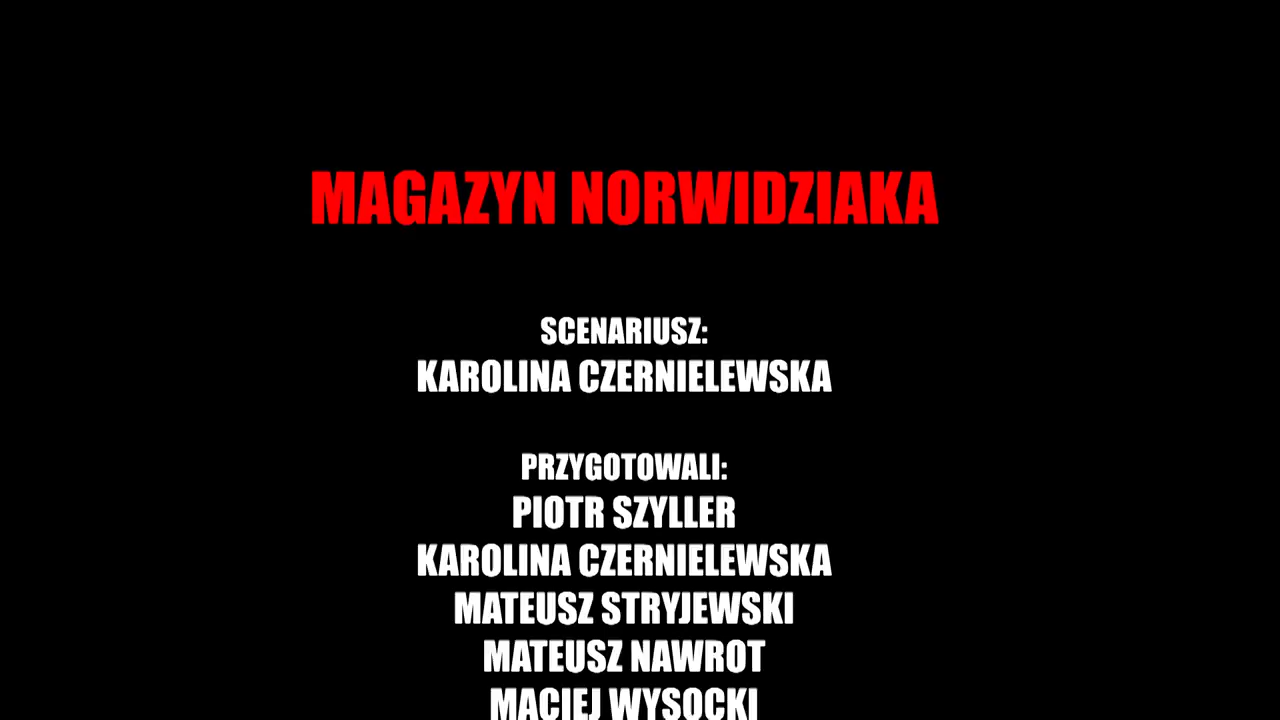 MAGAZYN NORWIDZIAKA
SCENARIUSZ:
KAROLINA CZERNIELEWSKA
PRZYGOTOWALI:
PIOTR SZYLLER
KAROLINA CZERNIELEWSKA
MATEUSZ STRYJEWSKI
MATEUSZ NAWROT
MACIEJ WYSOCKI